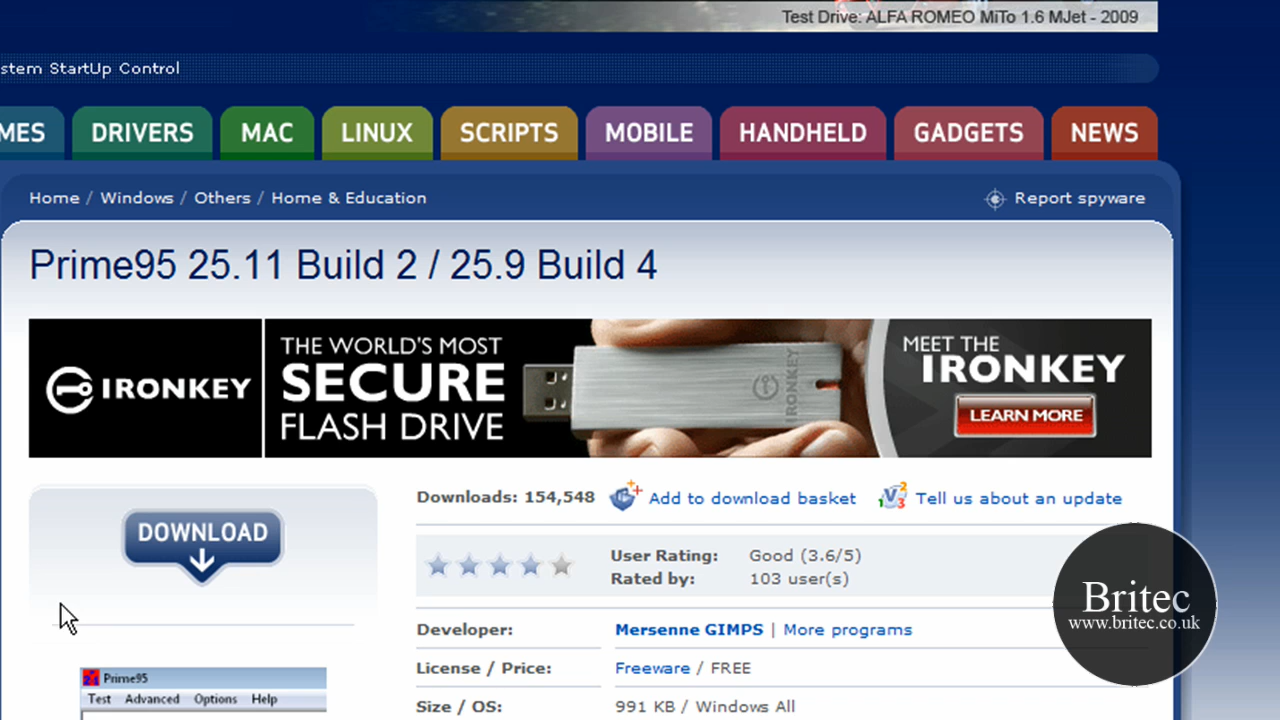 Test Drive: ALFA ROMEO MiTo 1.6 MJet - 2009
stem StartUp Control
MES DRIVERS MAC LINUX SCRIPTS MOBILE HANDHELD GADGETS NEWS
Home / Windows / Others / Home & Education
Report spyware
Prime95 25.11 Build 2 / 25.9 Build 4
IRONKEY
THE WORLD'S MOST
SECURE
FLASH DRIVE
IRONKEY
MEET THE
IRONKEY
LEARN MORE
DOWNLOAD
Downloads: 154,548
Add to download basket
Tell us about an update
User Rating: Good (3.6/5)
Rated by: 103 user(s)
Developer: Mersenne GIMPS | More programs
License / Price: Freeware / FREE
Size / OS: 991 KB / Windows All
Prime95
Test Advanced Options Help
Britec
www.britec.co.uk